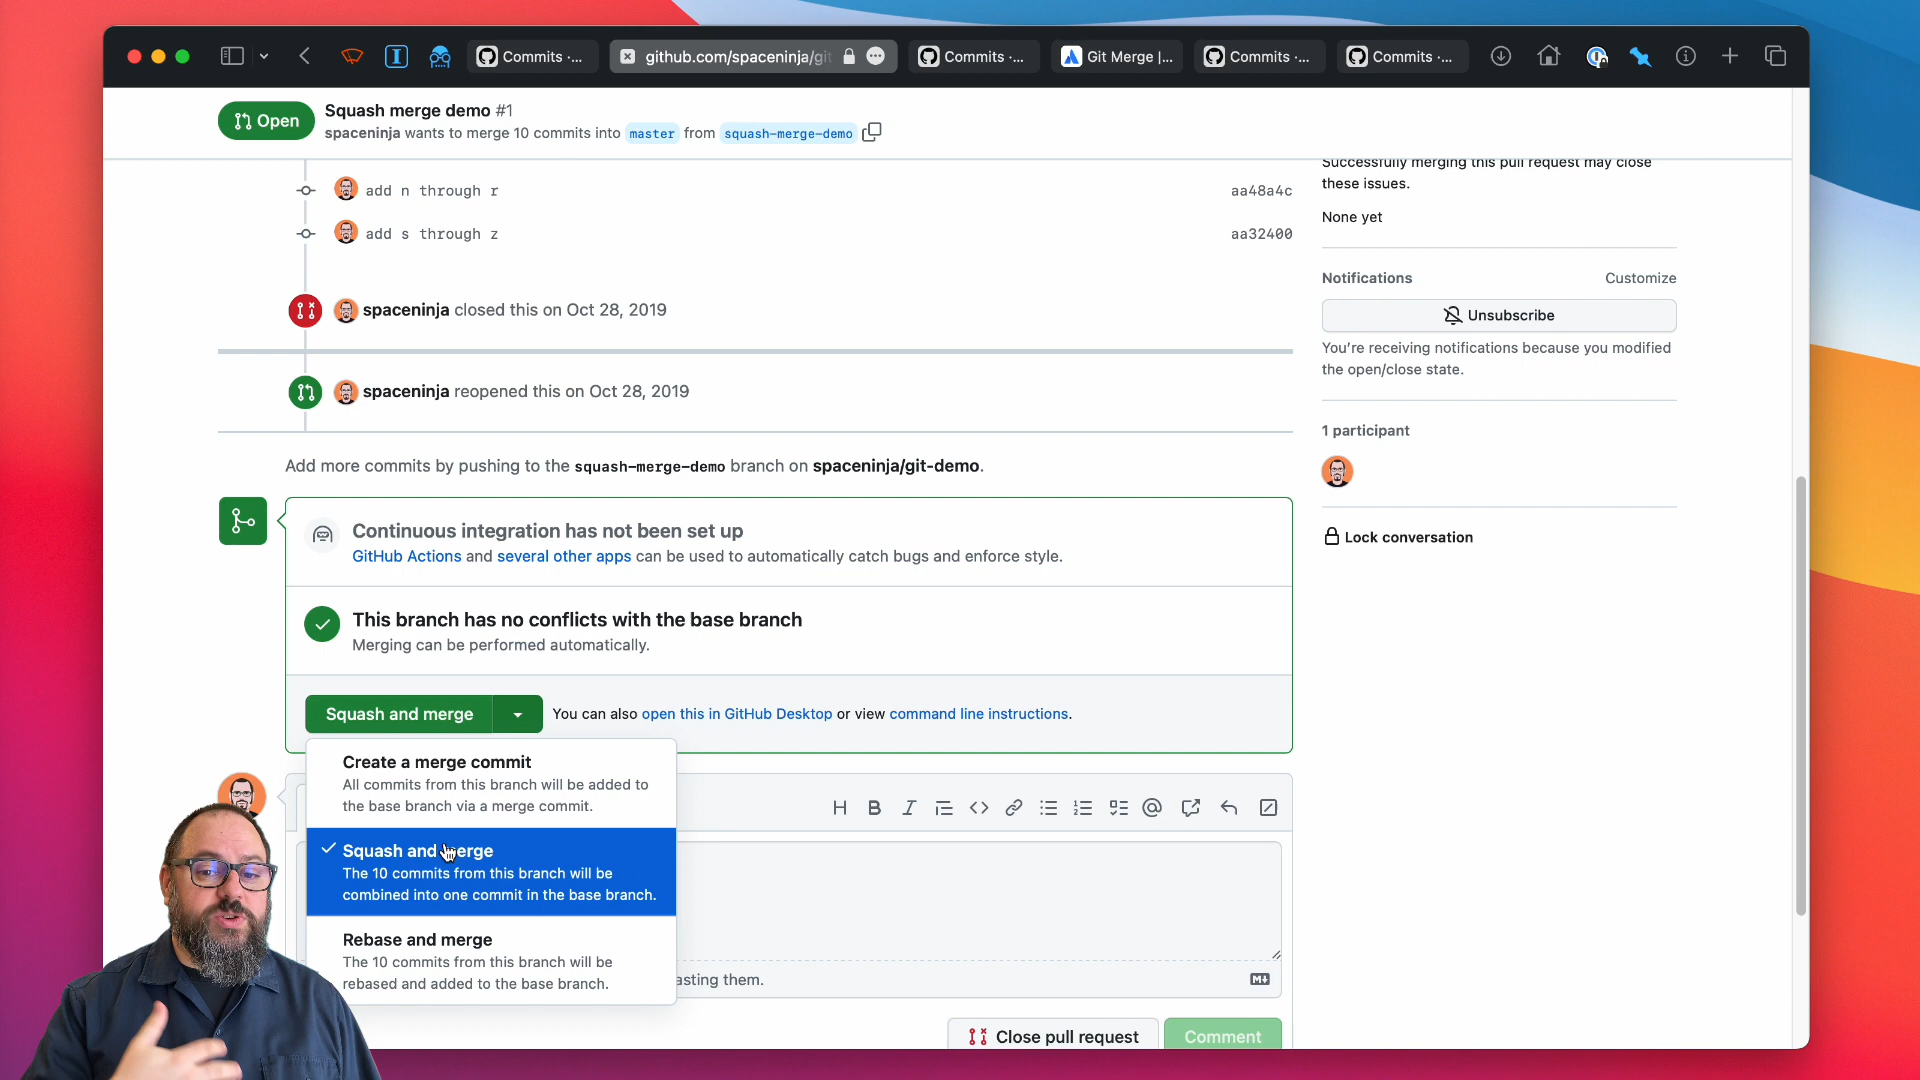 Commits ·...
github.com/spaceninja/git
Commits ·...
Git Merge |...
Commits ·...
Commits ·...
Open
Squash merge demo #1
spaceninja wants to merge 10 commits into master from squash-merge-demo
add n through r aa48a4c
add s through z aa32400
spaceninja closed this on Oct 28, 2019
spaceninja reopened this on Oct 28, 2019
Add more commits by pushing to the squash-merge-demo branch on spaceninja/git-demo.
Continuous integration has not been set up
GitHub Actions and several other apps can be used to automatically catch bugs and enforce style.
This branch has no conflicts with the base branch
Merging can be performed automatically.
Squash and merge
You can also open this in GitHub Desktop or view command line instructions.
Create a merge commit
All commits from this branch will be added to
the base branch via a merge commit.
Squash and merge
The 10 commits from this branch will be
combined into one commit in the base branch.
Rebase and merge
The 10 commits from this branch will be
rebased and added to the base branch.
asting them.
Close pull request
Comment
Successfully merging this pull request may close
these issues.
None yet
Notifications
Customize
Unsubscribe
You're receiving notifications because you modified
the open/close state.
1 participant
Lock conversation